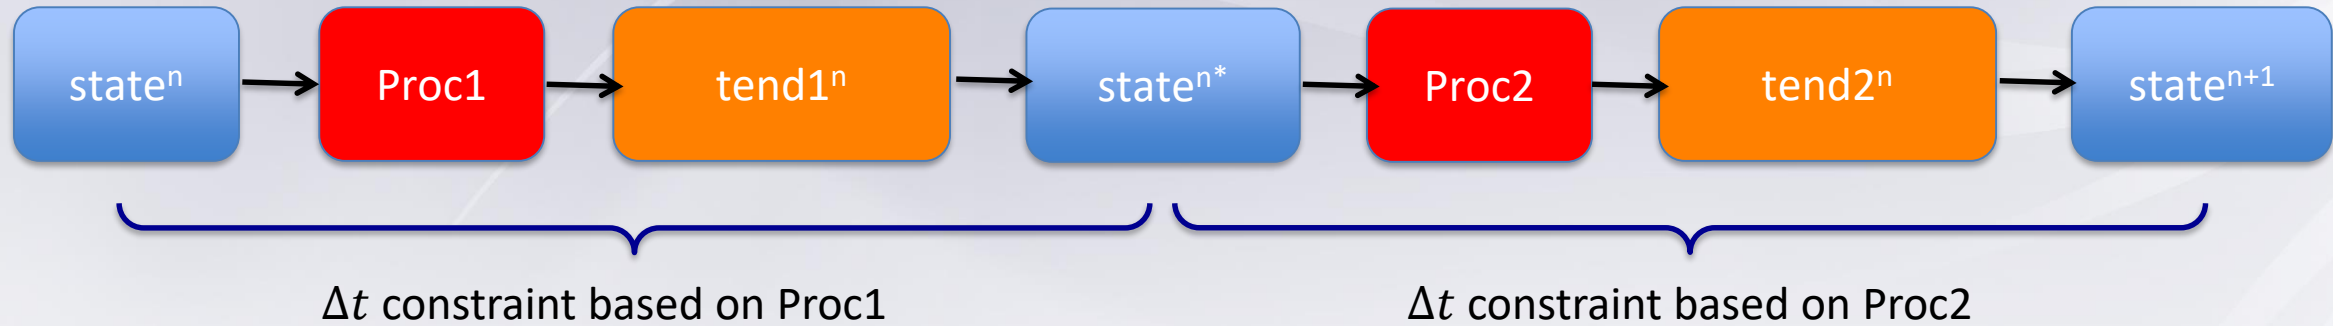 stateⁿ
Proc1
tend1ⁿ
stateⁿ*
Proc2
tend2ⁿ
stateⁿ⁺¹
Δt constraint based on Proc1
Δt constraint based on Proc2